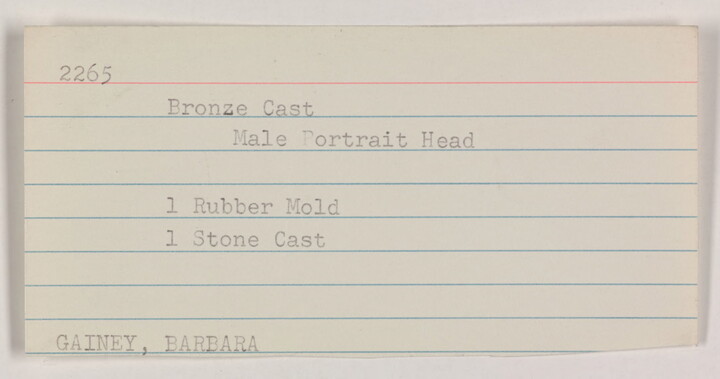 2265
Bronze Cast
Male Portrait Head
1 Rubber Mold
1 Stone Cast
GAINEY, BARBARA